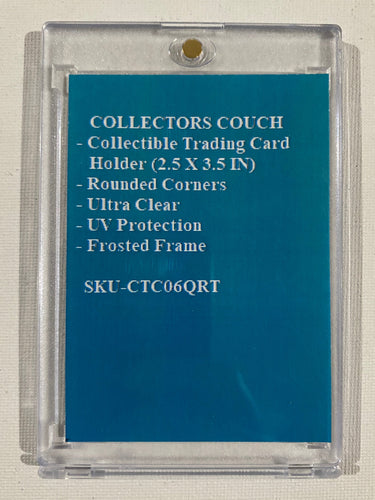 COLLECTORS COUCH
- Collectible Trading Card
Holder (2.5 X 3.5 IN)
- Rounded Corners
- Ultra Clear
- UV Protection
- Frosted Frame
SKU-CTC06QRT